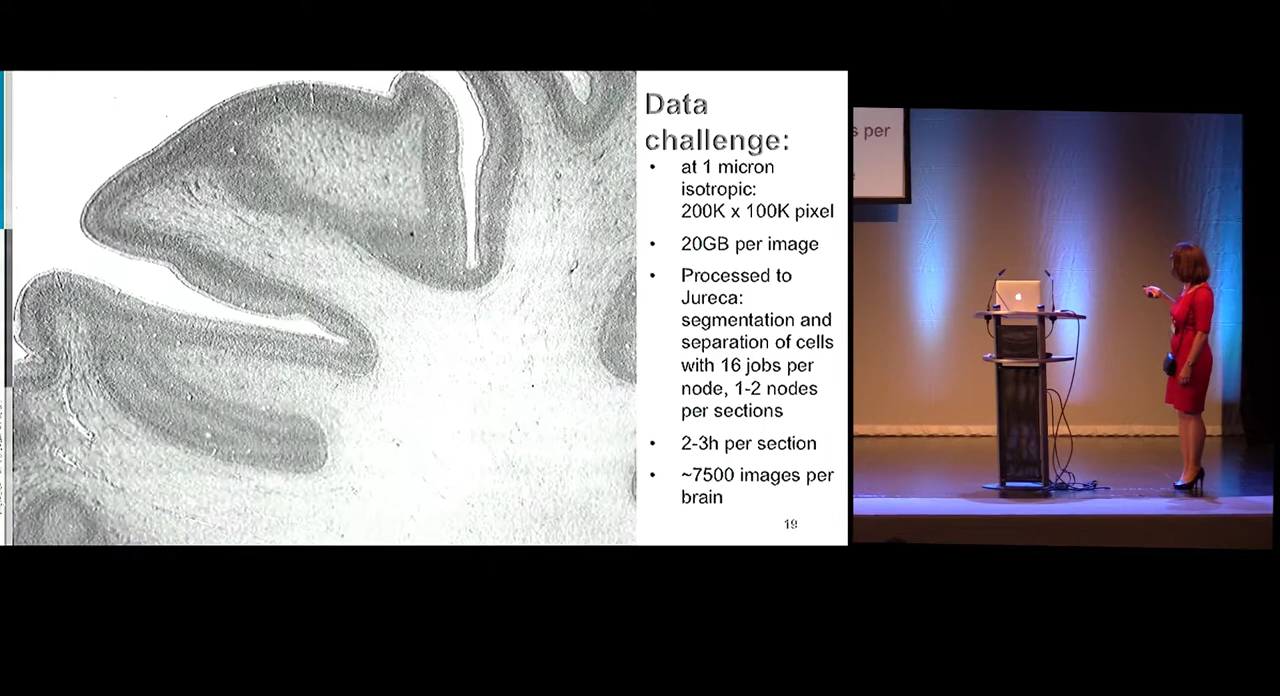 Data
challenge:
• at 1 micron
isotropic:
200K x 100K pixel
• 20GB per image
• Processed to
Jureca:
segmentation and
separation of cells
with 16 jobs per
node, 1-2 nodes
per sections
• 2-3h per section
• ~7500 images per
brain
19
s per